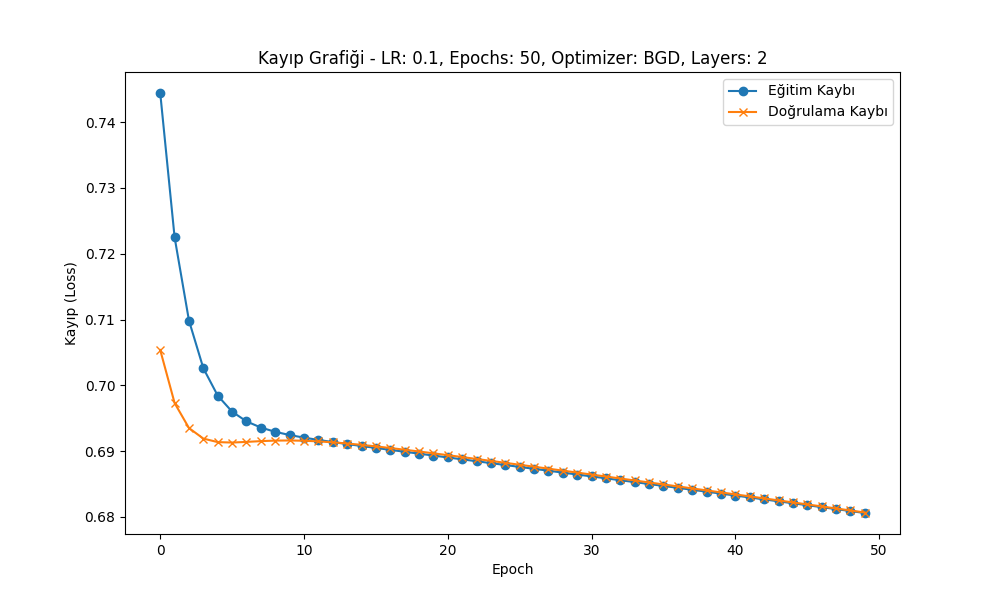 Kayıp Grafiği - LR: 0.1, Epochs: 50, Optimizer: BGD, Layers: 2
Eğitim Kaybı
Doğrulama Kaybı
Kayıp (Loss)
0.74
0.73
0.72
0.71
0.70
0.69
0.68
0 10 20 30 40 50
Epoch